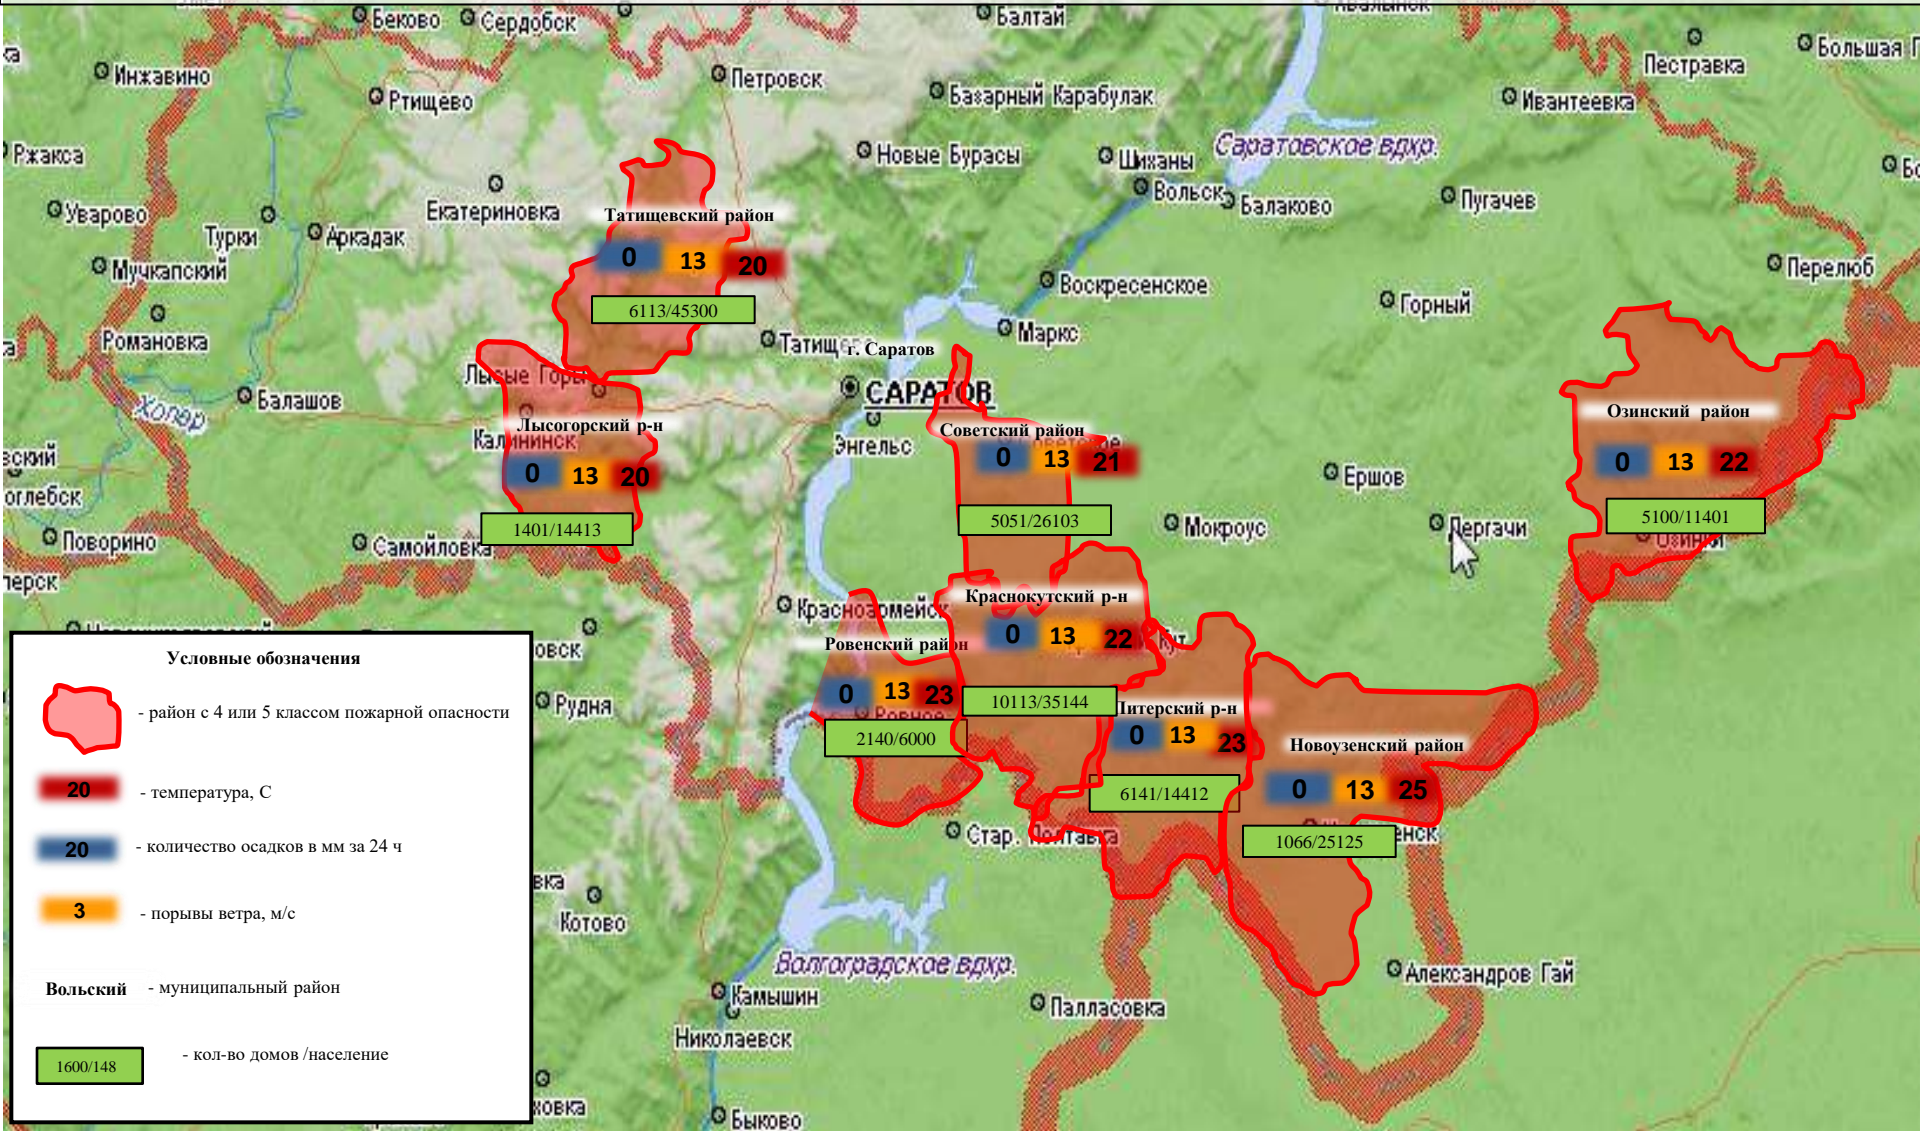 Беково
Сердобск
Балтай
Инжавино
Ртищево
Петровск
Базарный Карабулак
Ивантеевка
Пестравка
Большая Г
Ржакса
Новые Бурасы
Шиханы
Саратовское вдхр.
Вольск
Балаково
Пугачев
Уварово
Турки
Аркадак
Екатериновка
Татищевский район
0 13 20
6113/45300
Мучкапский
Воскресенское
Горный
Перелюб
Романовка
Маркс
г. Саратов
САРАТОВ
Энгельс
Хопер
Балашов
Лысые Горы
Калининск
Лысогорский р-н
0 13 20
1401/14413
Советский район
0 13 21
5051/26103
Озинский район
0 13 22
5100/11401
Озинки
Ершов
Дергачи
Мокроус
Поворино
Самойловка
Красноармейск
Краснокутский р-н
0 13 22
10113/35144
Ровенский район
0 13 23
Ровное
2140/6000
Питерский р-н
0 13 23
6141/14412
Новоузенский район
0 13 25
1066/25125
Рудня
Стар. Полтавка
Котово
Волгоградское вдхр.
Камышин
Николаевск
Палласовка
Александров Гай
Быково
Условные обозначения
- район с 4 или 5 классом пожарной опасности
20 - температура, С
20 - количество осадков в мм за 24 ч
3 - порывы ветра, м/с
Вольский - муниципальный район
1600/148 - кол-во домов /население